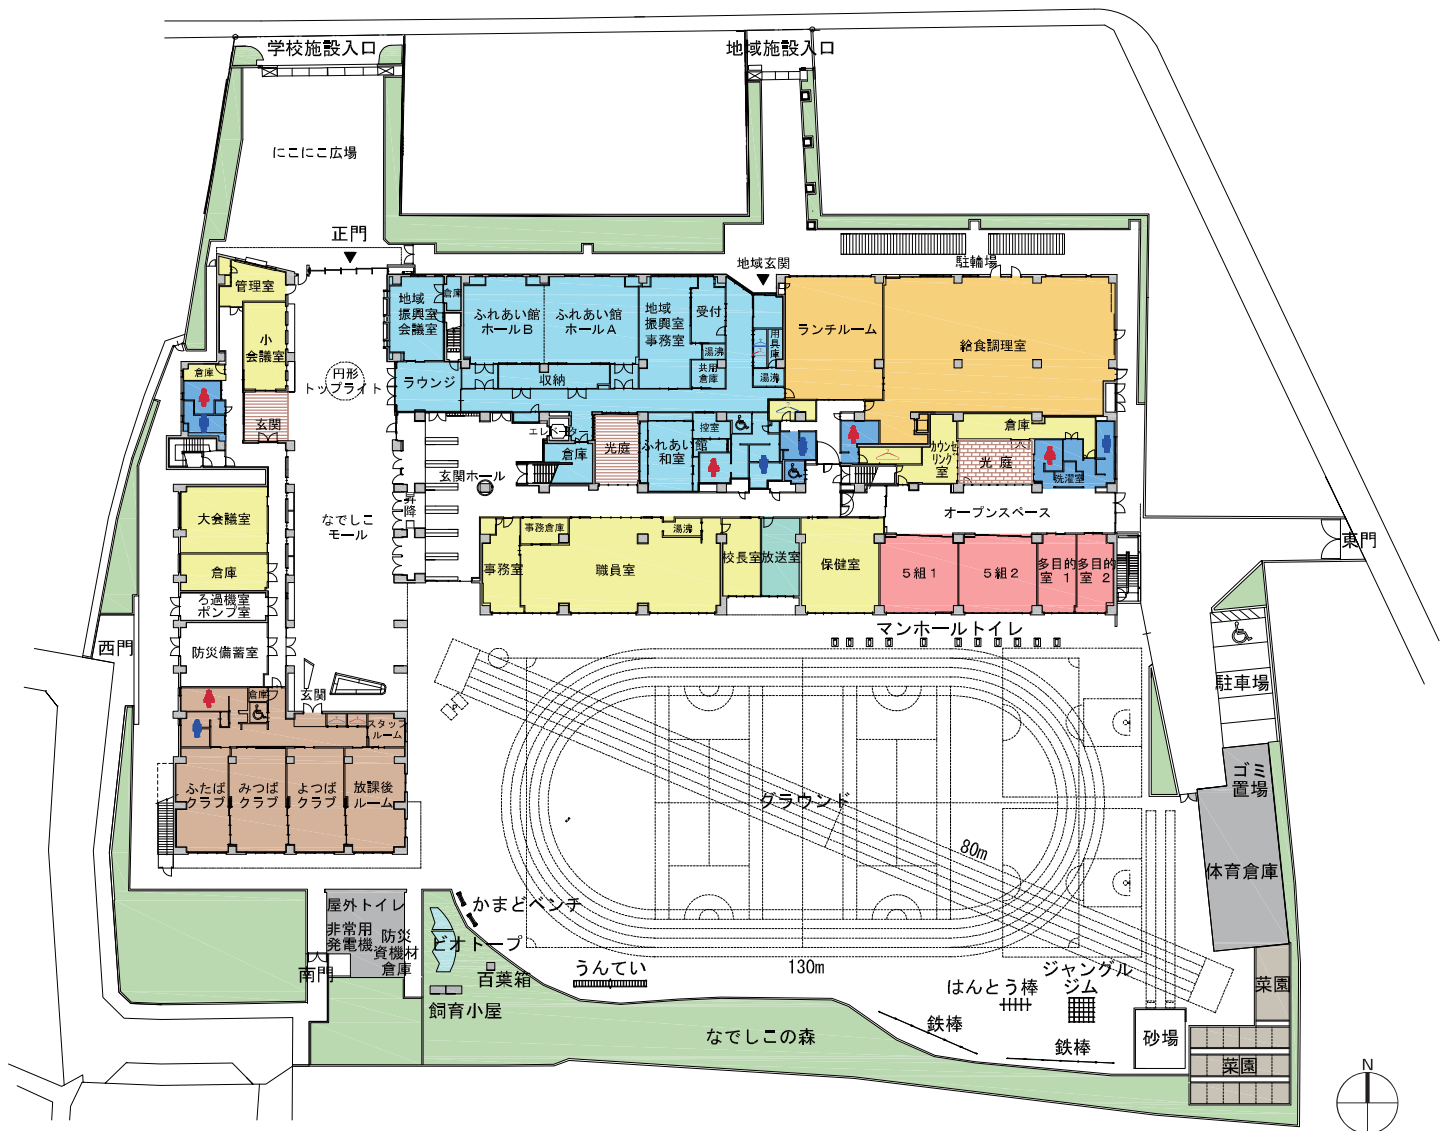 学校施設入口
地域施設入口
にこにこ広場
正門
地域玄関
駐輪場
管理室
小
会議室
倉庫
玄関
円形
トップライト
地域
振興室
会議室
倉庫
ふれあい館
ホールB
ふれあい館
ホールA
地域
振興室
事務室
受付
湯沸
共用
倉庫
用具庫
湯沸
ランチルーム
給食調理室
ラウンジ
収納
エレベーター
倉庫
光庭
ふれあい館
和室
控室
カウンセ
リング
室
倉庫
光庭
洗濯室
玄関ホール
昇降口
オープンスペース
大会議室
倉庫
ろ過機室
ポンプ室
防災備蓄室
なでしこ
モール
事務室
事務倉庫
職員室
湯沸
校長室
放送室
保健室
5組1
5組2
多目的
室1
多目的
室2
東門
西門
マンホールトイレ
駐車場
倉庫
玄関
スタッフ
ルーム
ふたば
クラブ
みつば
クラブ
よつば
クラブ
放課後
ルーム
グラウンド
80m
130m
ゴミ
置場
体育倉庫
屋外トイレ
非常用
発電機
防災
資機材
倉庫
南門
かまどベンチ
ビオトープ
百葉箱
飼育小屋
うんてい
なでしこの森
はんとう棒
ジャングル
ジム
鉄棒
鉄棒
砂場
菜園
菜園
N